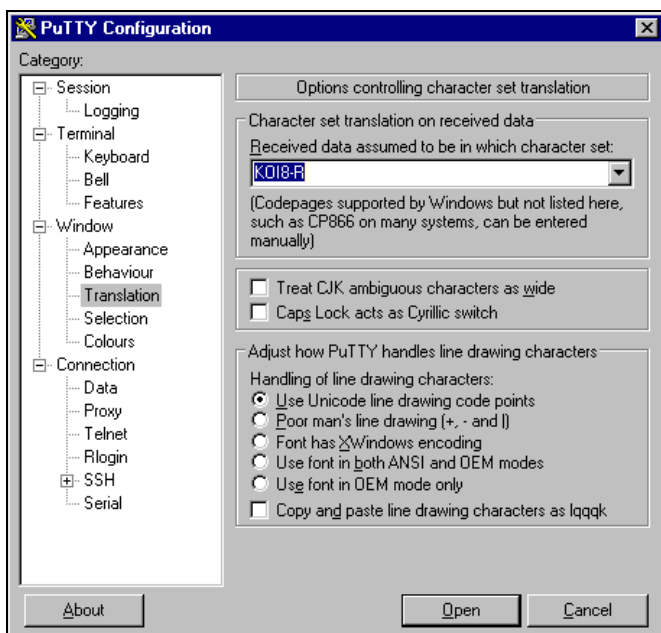 PuTTY Configuration
Category:
Session
Logging
Terminal
Keyboard
Bell
Features
Window
Appearance
Behaviour
Translation
Selection
Colours
Connection
Data
Proxy
Telnet
Rlogin
SSH
Serial
Options controlling character set translation
Character set translation on received data
Received data assumed to be in which character set:
KOI8-R
(Codepages supported by Windows but not listed here,
such as CP866 on many systems, can be entered
manually)
Treat CJK ambiguous characters as wide
Caps Lock acts as Cyrillic switch
Adjust how PuTTY handles line drawing characters
Handling of line drawing characters:
Use Unicode line drawing code points
Poor man's line drawing (+, - and |)
Font has XWindows encoding
Use font in both ANSI and OEM modes
Use font in OEM mode only
Copy and paste line drawing characters as lqqqk
About
Open
Cancel